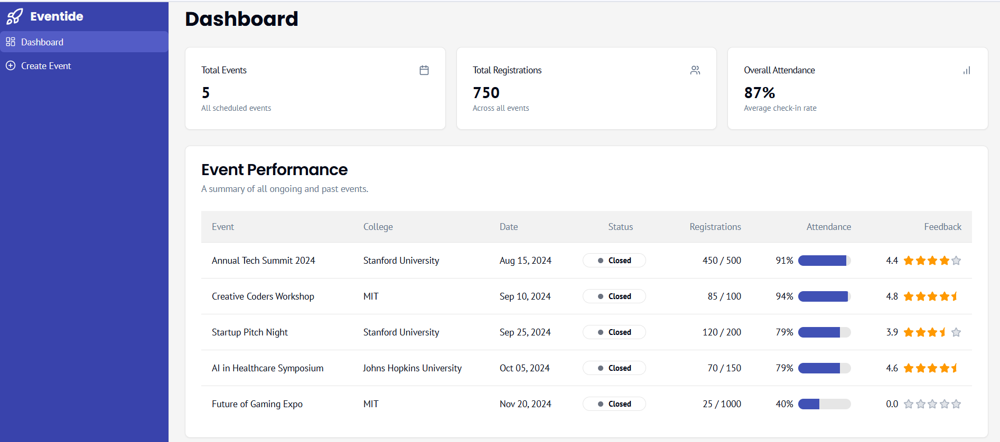 Eventide
Dashboard
Create Event
Dashboard
Total Events
5
All scheduled events
Total Registrations
750
Across all events
Overall Attendance
87%
Average check-in rate
Event Performance
A summary of all ongoing and past events.
Event College Date Status Registrations Attendance Feedback
Annual Tech Summit 2024 Stanford University Aug 15, 2024 Closed 450 / 500 91% 4.4
Creative Coders Workshop MIT Sep 10, 2024 Closed 85 / 100 94% 4.8
Startup Pitch Night Stanford University Sep 25, 2024 Closed 120 / 200 79% 3.9
AI in Healthcare Symposium Johns Hopkins University Oct 05, 2024 Closed 70 / 150 79% 4.6
Future of Gaming Expo MIT Nov 20, 2024 Closed 25 / 1000 40% 0.0